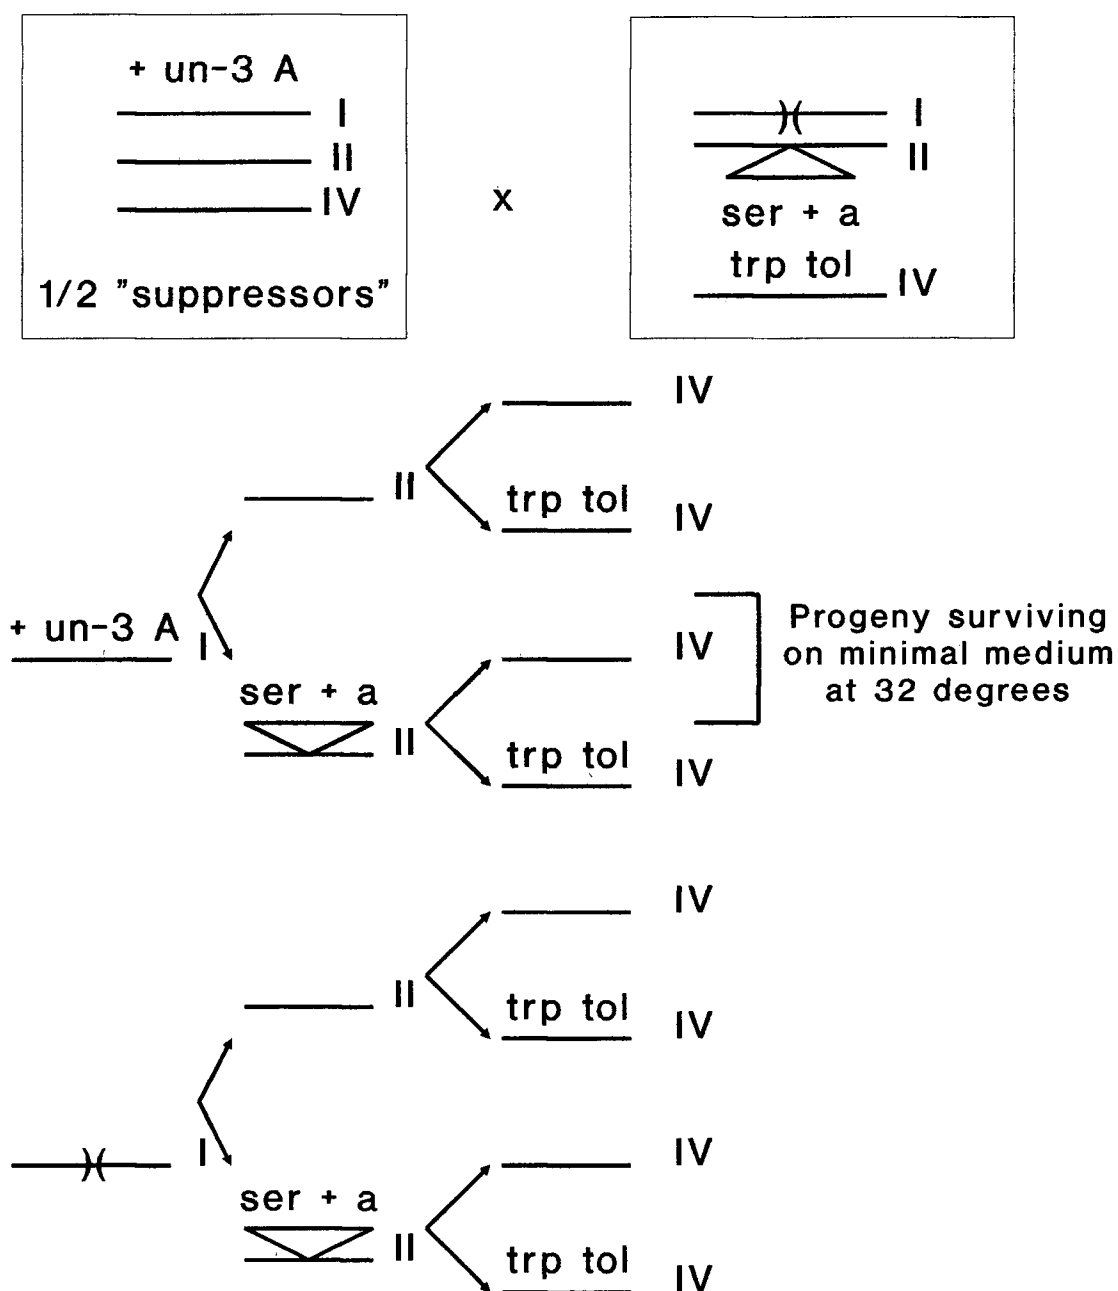 + un-3 A
I
II
IV
1/2 "suppressors"
x
)(
I
II
ser + a
trp tol
IV
IV
II
trp tol
IV
+ un-3 A
I
IV
Progeny surviving
on minimal medium
at 32 degrees
ser + a
II
trp tol
IV
IV
II
trp tol
IV
)(
I
IV
ser + a
II
trp tol
IV